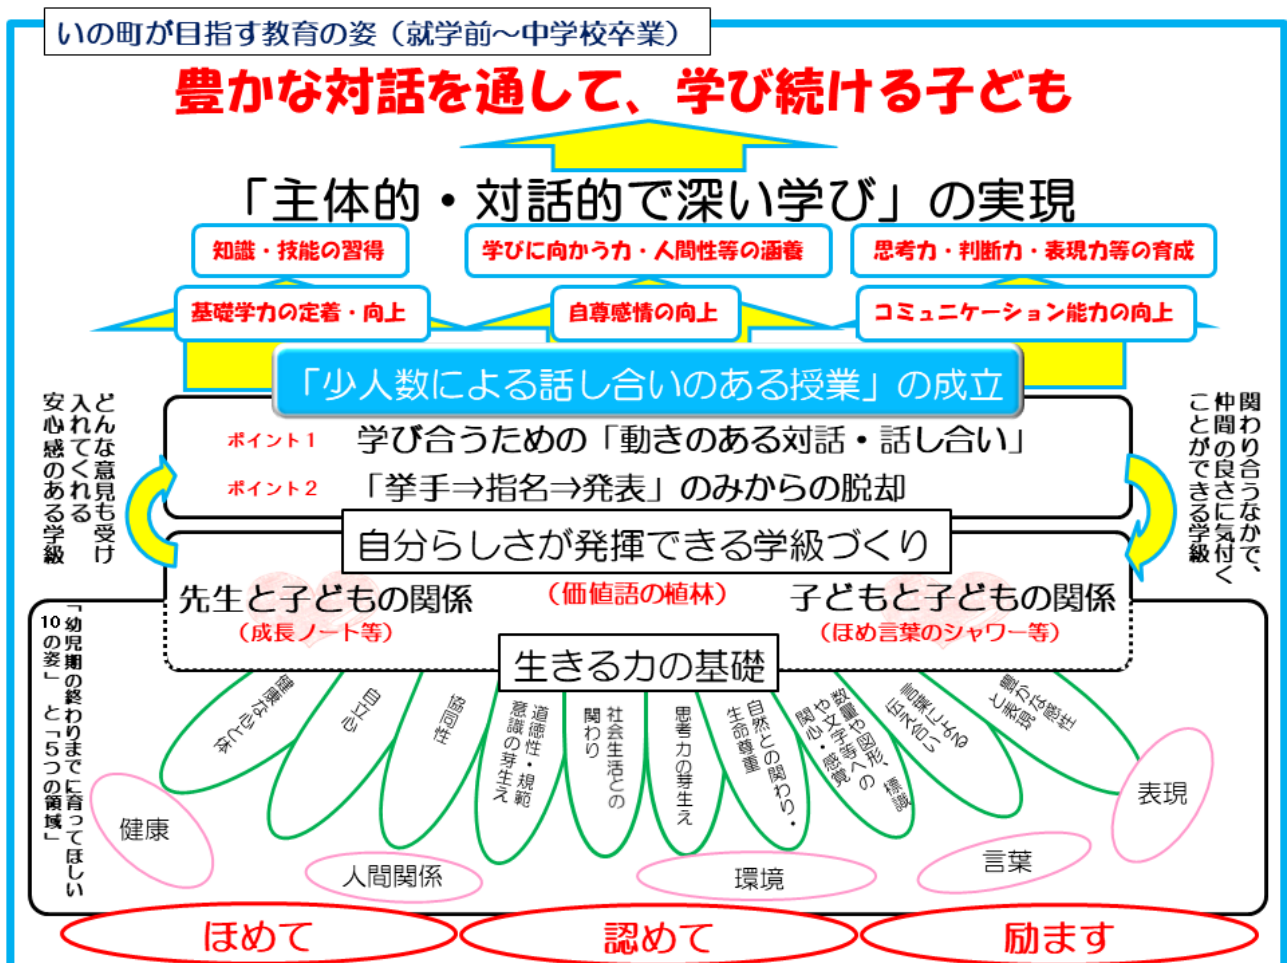 いの町が目指す教育の姿（就学前～中学校卒業）
豊かな対話を通して、学び続ける子ども
「主体的・対話的で深い学び」の実現
知識・技能の習得
学びに向かう力・人間性等の涵養
思考力・判断力・表現力等の育成
基礎学力の定着・向上
自尊感情の向上
コミュニケーション能力の向上
「少人数による話し合いのある授業」の成立
ポイント１ 学び合うための「動きのある対話・話し合い」
ポイント２ 「挙手⇒指名⇒発表」のみからの脱却
どんな意見も受け
入れてくれる
安心感のある学級
関わり合うなかで、
仲間の良さに気付く
ことができる学級
自分らしさが発揮できる学級づくり
先生と子どもの関係
（成長ノート等）
（価値語の植林）
子どもと子どもの関係
（ほめ言葉のシャワー等）
生きる力の基礎
「幼児期の終わりまでに育ってほしい
10の姿」と「５つの領域」
健康な心と体
自立心
協同性
道徳性・規範
意識の芽生え
社会生活との
関わり
思考力の芽生え
自然との関わり・
生命尊重
数量や図形、標識
や文字等への
関心・感覚
言葉による
伝え合い
豊かな感性
と表現
健康
人間関係
環境
言葉
表現
ほめて
認めて
励ます